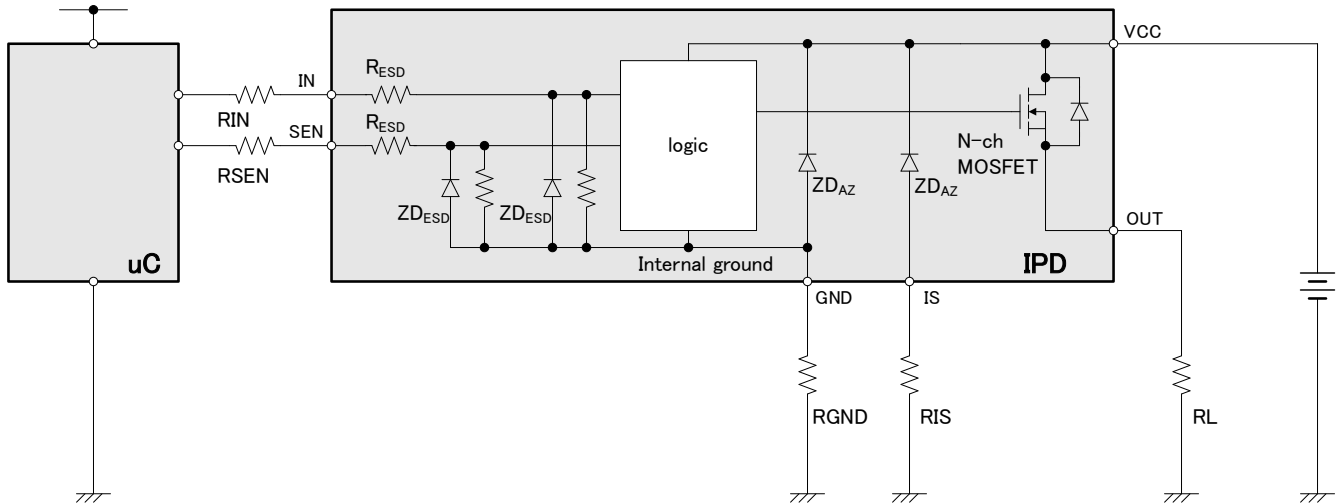 VCC
IN
R_ESD
RIN
SEN
R_ESD
RSEN
logic
N-ch
MOSFET
ZD_AZ
ZD_AZ
ZD_ESD
ZD_ESD
OUT
uC
Internal ground
IPD
GND
IS
RGND
RIS
RL